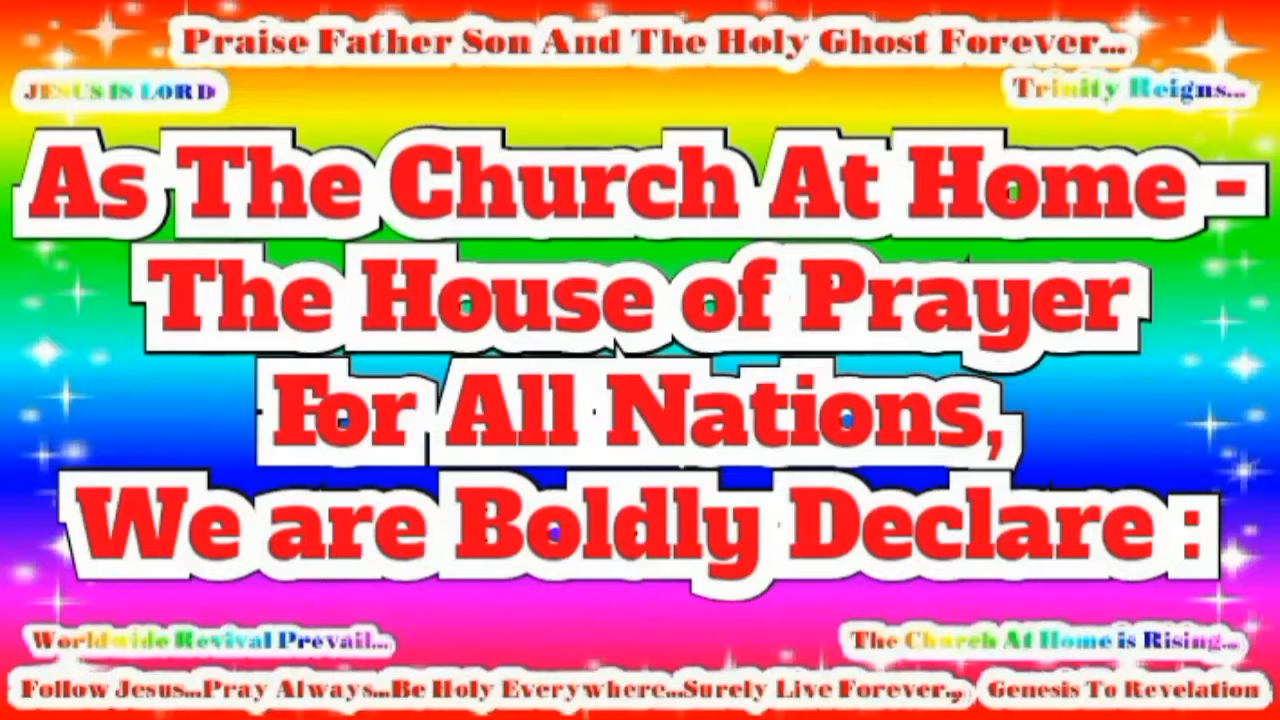 Praise Father Son And The Holy Ghost Forever...
JESUS IS LORD
Trinity Reigns...
As The Church At Home -
The House of Prayer
For All Nations,
We are Boldly Declare :
Worldwide Revival Prevail...
The Church At Home is Rising...
Follow Jesus...Pray Always...Be Holy Everywhere...Surely Live Forever..,
Genesis To Revelation